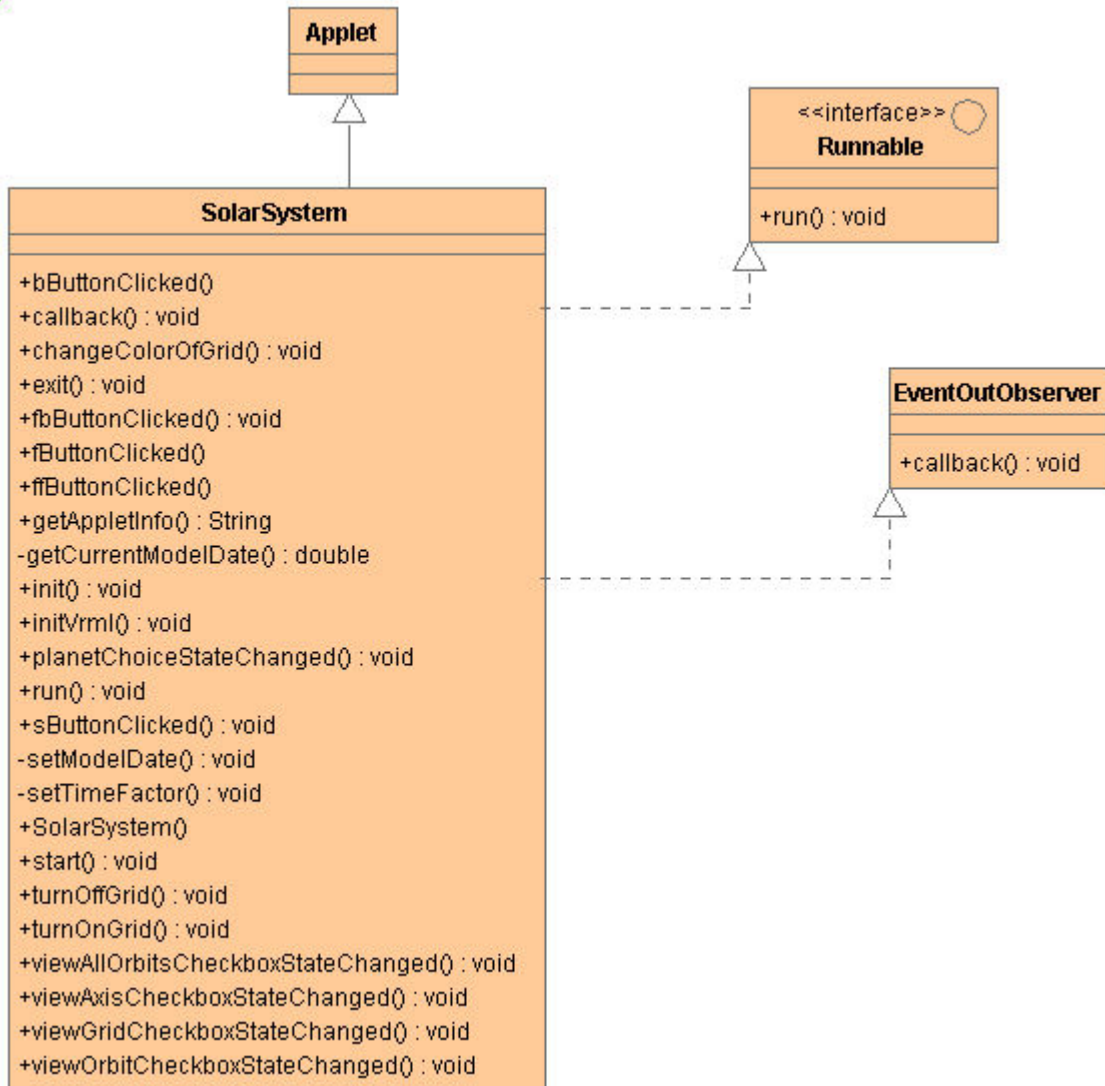 Applet
<<interface>>
Runnable
+run() : void
SolarSystem
+bButtonClicked()
+callback() : void
+changeColorOfGrid() : void
+exit() : void
+fbButtonClicked() : void
+fButtonClicked()
+ffButtonClicked()
+getAppletInfo() : String
-getCurrentModelDate() : double
+init() : void
+initVrml() : void
+planetChoiceStateChanged() : void
+run() : void
+sButtonClicked() : void
-setModelDate() : void
-setTimeFactor() : void
+SolarSystem()
+start() : void
+turnOffGrid() : void
+turnOnGrid() : void
+viewAllOrbitsCheckboxStateChanged() : void
+viewAxisCheckboxStateChanged() : void
+viewGridCheckboxStateChanged() : void
+viewOrbitCheckboxStateChanged() : void
EventOutObserver
+callback() : void